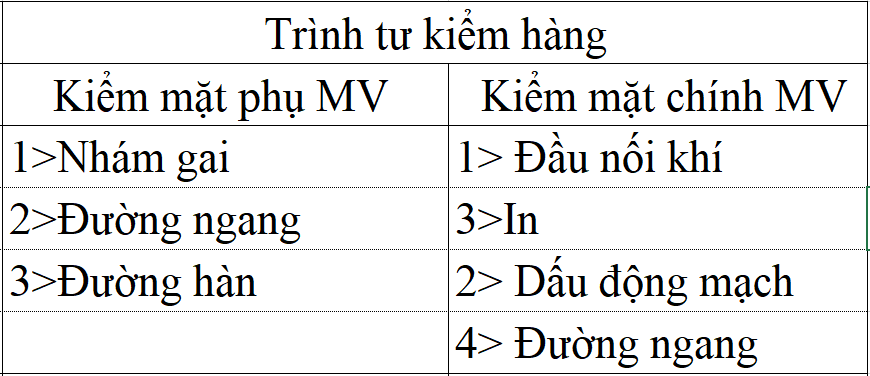 Trình tư kiểm hàng
Kiểm mặt phụ MV Kiểm mặt chính MV
1>Nhám gai 1> Đầu nối khí
2>Đường ngang 3>In
3>Đường hàn 2> Dấu động mạch
4> Đường ngang